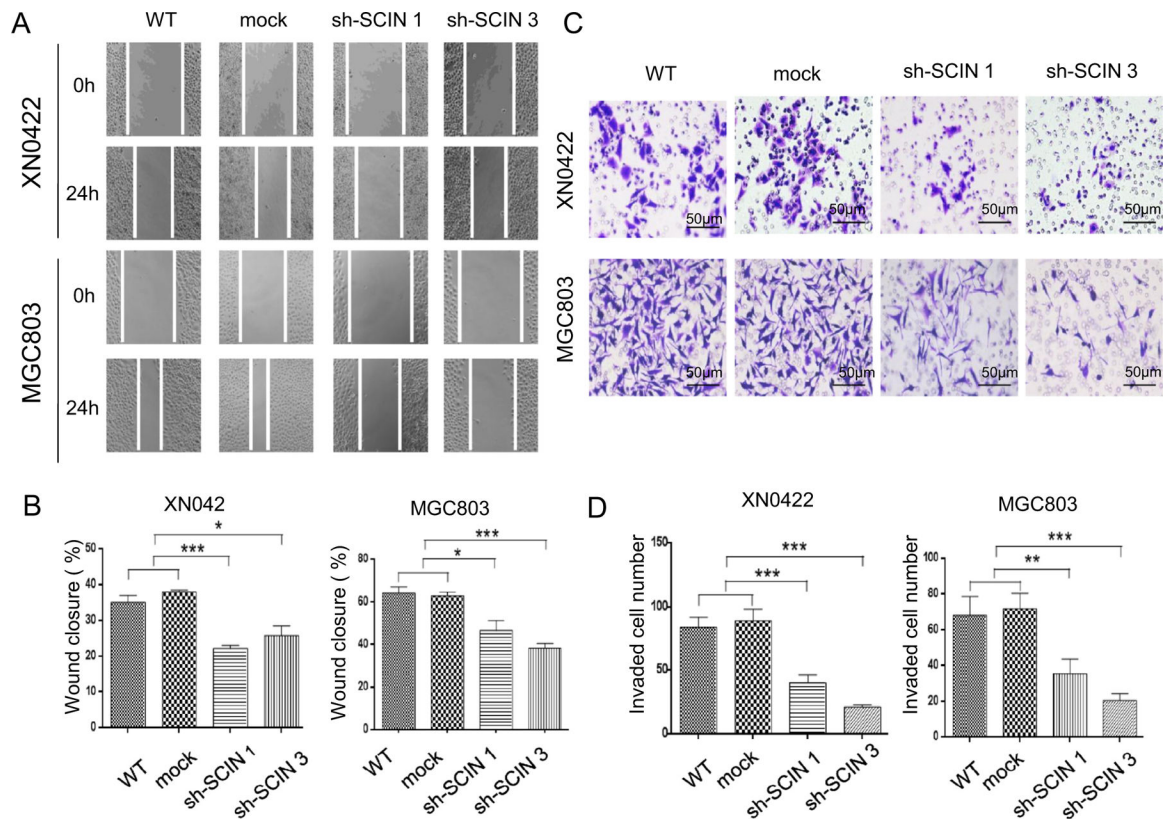 A
WT mock sh-SCIN 1 sh-SCIN 3
XN0422
0h
24h
MGC803
0h
24h
C
WT mock sh-SCIN 1 sh-SCIN 3
XN0422
50μm 50μm 50μm 50μm
MGC803
50μm 50μm 50μm 50μm
B
XN042
Wound closure ( %)
50
40
30
20
10
0
*
***
WT mock sh-SCIN 1 sh-SCIN 3
MGC803
Wound closure ( %)
80
60
40
20
0
***
*
WT mock sh-SCIN 1 sh-SCIN 3
D
XN0422
Invaded cell number
150
100
50
0
***
***
WT mock sh-SCIN 1 sh-SCIN 3
MGC803
Invaded cell number
80
60
40
20
0
***
**
WT mock sh-SCIN 1 sh-SCIN 3